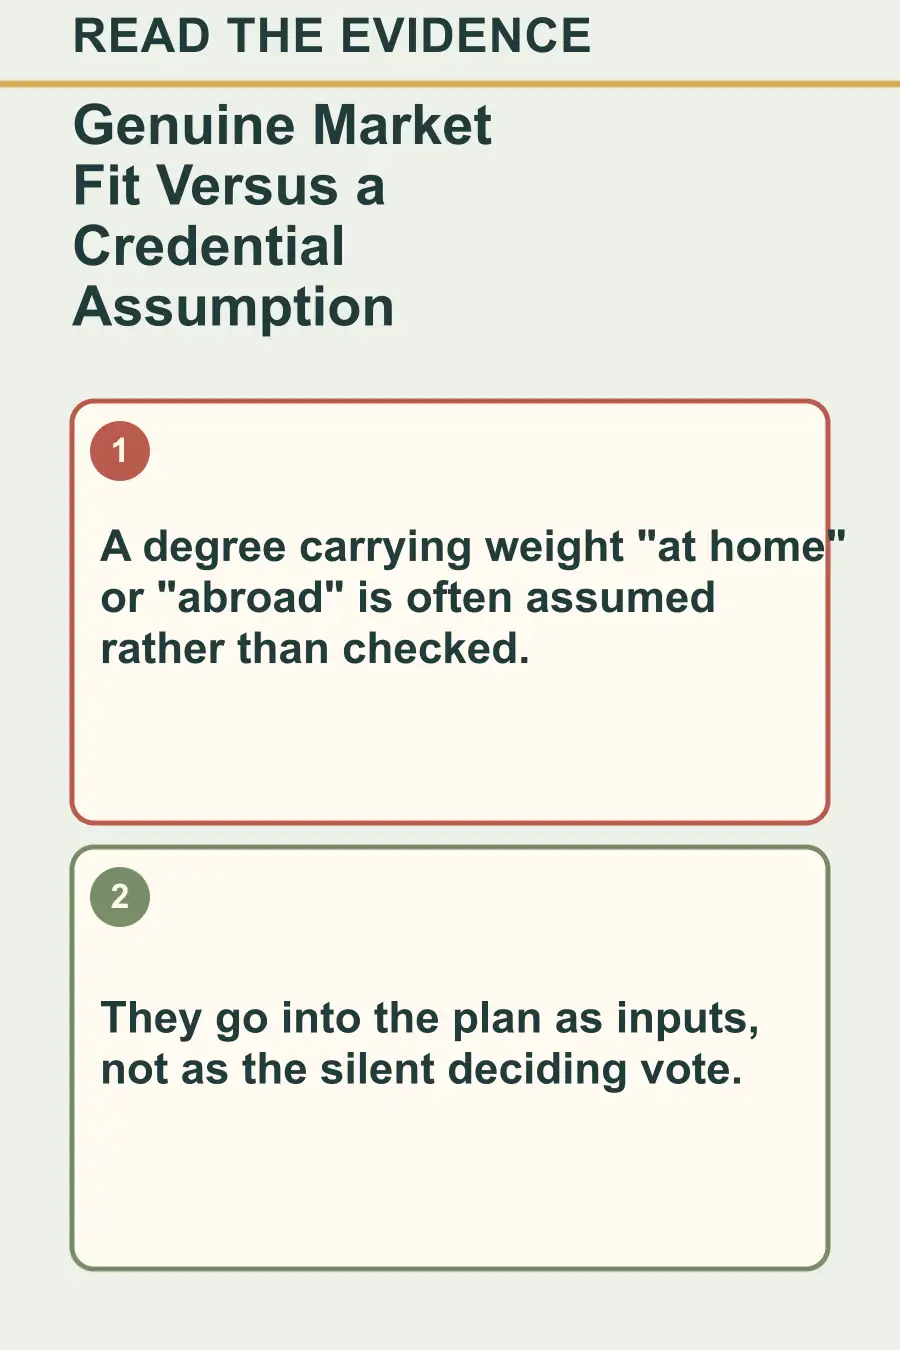 READ THE EVIDENCE
Genuine Market
Fit Versus a
Credential
Assumption
1
A degree carrying weight "at home"
or "abroad" is often assumed
rather than checked.
2
They go into the plan as inputs,
not as the silent deciding vote.